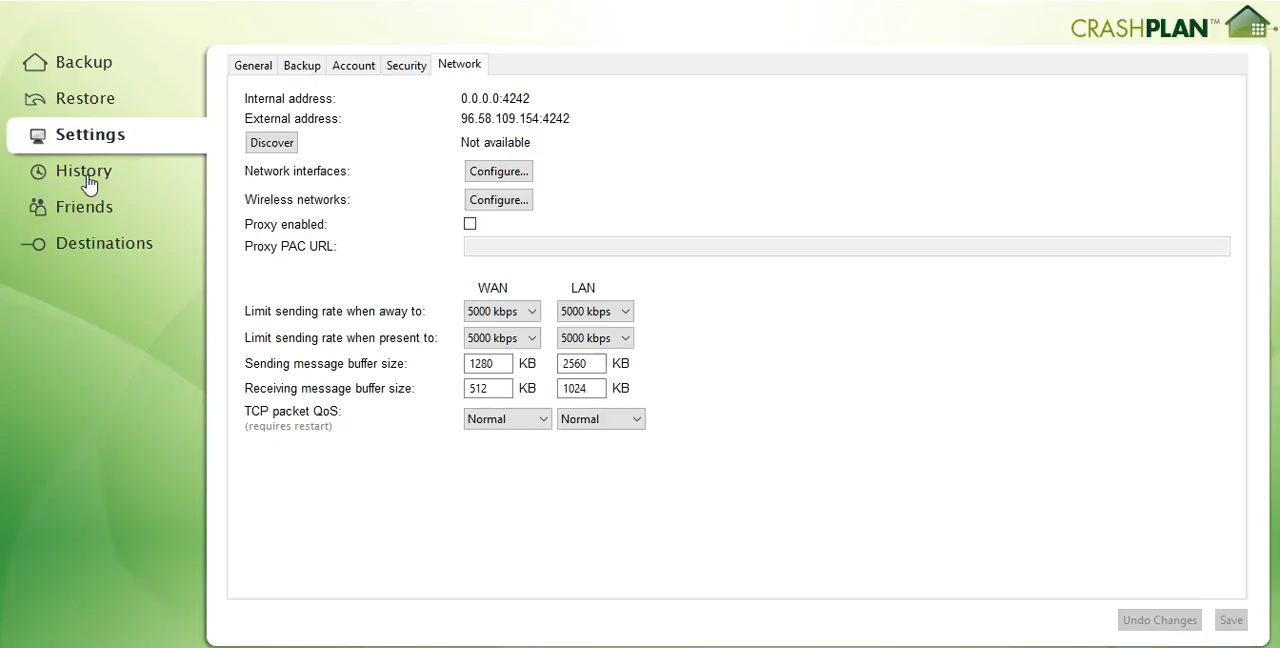 CRASHPLAN™
Backup
Restore
Settings
History
Friends
Destinations
General Backup Account Security Network
Internal address: 0.0.0.0:4242
External address: 96.58.109.154:4242
Discover Not available
Network interfaces: Configure...
Wireless networks: Configure...
Proxy enabled:
Proxy PAC URL:
WAN LAN
Limit sending rate when away to: 5000 kbps 5000 kbps
Limit sending rate when present to: 5000 kbps 5000 kbps
Sending message buffer size: 1280 KB 2560 KB
Receiving message buffer size: 512 KB 1024 KB
TCP packet QoS: Normal Normal
(requires restart)
Undo Changes Save